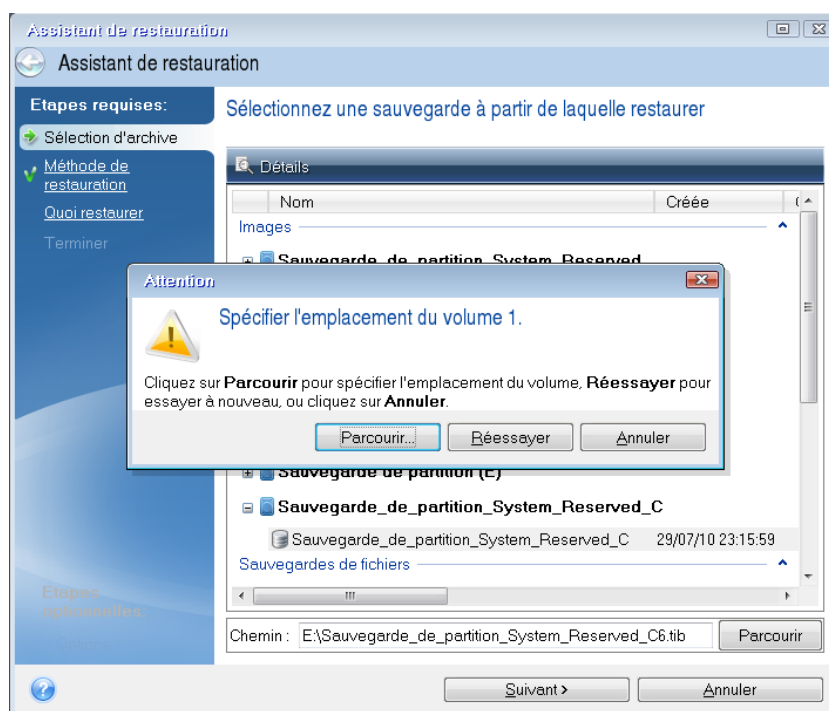 Assistant de restauration
Assistant de restauration
Etapes requises:
Sélection d'archive
Méthode de
restauration
Quoi restaurer
Terminer
Sélectionnez une sauvegarde à partir de laquelle restaurer
Détails
Nom Créée
Images
Sauvegarde_de_partition_System_Reserved
Attention
Spécifier l'emplacement du volume 1.
Cliquez sur Parcourir pour spécifier l'emplacement du volume, Réessayer pour
essayer à nouveau, ou cliquez sur Annuler.
Parcourir... Réessayer Annuler
Sauvegarde de partition (E)
Sauvegarde_de_partition_System_Reserved_C
Sauvegarde_de_partition_System_Reserved_C 29/07/10 23:15:59
Sauvegardes de fichiers
Etapes
optionnelles:
Chemin : E:\Sauvegarde_de_partition_System_Reserved_C6.tib Parcourir
Suivant > Annuler